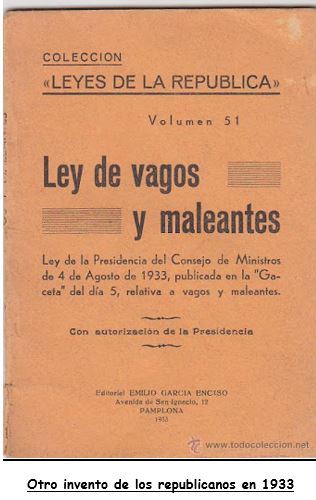 COLECCION
«LEYES DE LA REPUBLICA»
Volumen 51
Ley de vagos
y maleantes
Ley de la Presidencia del Consejo de Ministros
de 4 de Agosto de 1933, publicada en la "Ga-
ceta" del día 5, relativa a vagos y maleantes.
Con autorización de la Presidencia
Editorial EMILIO GARCIA ENCISO
Avenida de San Ignacio, 12
PAMPLONA
1933
www.todocoleccion.net
Otro invento de los republicanos en 1933